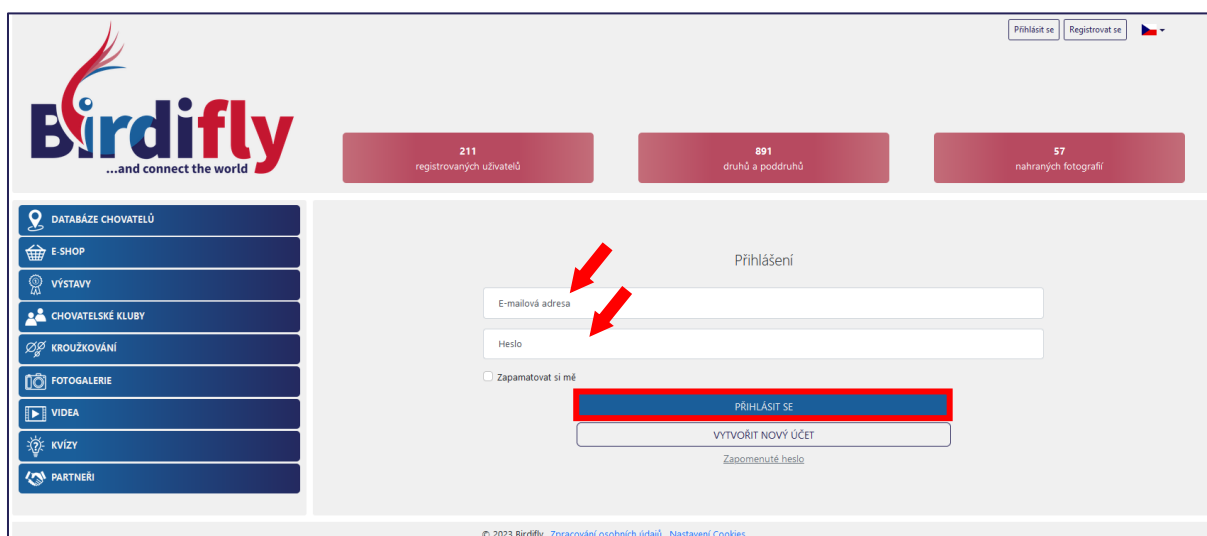 Přihlásit se Registrovat se
Birdifly
...and connect the world
211
registrovaných uživatelů
891
druhů a poddruhů
57
nahraných fotografií
DATABÁZE CHOVATELŮ
E-SHOP
VÝSTAVY
CHOVATELSKÉ KLUBY
KROUŽKOVÁNÍ
FOTOGALERIE
VIDEA
KVÍZY
PARTNEŘI
Přihlášení
E-mailová adresa
Heslo
Zapamatovat si mě
PŘIHLÁSIT SE
VYTVOŘIT NOVÝ ÚČET
Zapomenuté heslo
© 2023 Birdifly Zpracování osobních údajů Nastavení Cookies